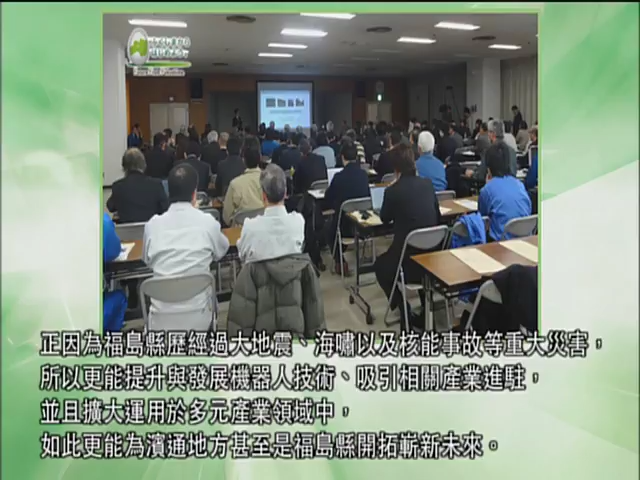 正因為福島縣歷經過大地震、海嘯以及核能事故等重大災害，
所以更能提升與發展機器人技術、吸引相關產業進駐，
並且擴大運用於多元產業領域中，
如此更能為濱通地方甚至是福島縣開拓嶄新未來。